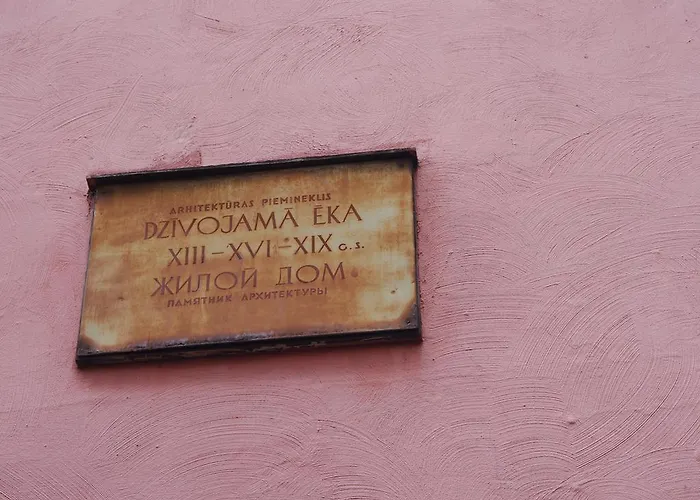 ARHITEKTŪRAS PIEMINEKLIS
DZĪVOJAMĀ ĒKA
XIII–XVI–XIX G.S.
ЖИЛОЙ ДОМ
ПАМЯТНИК АРХИТЕКТУРЫ